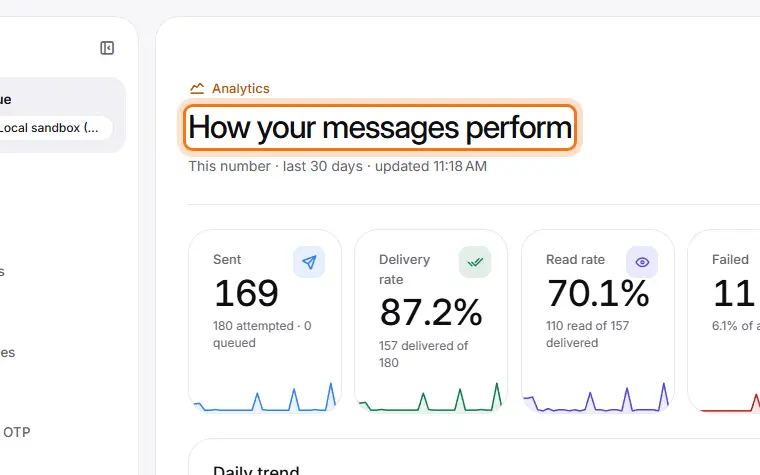 ue
Local sandbox (...
s
es
OTP
Analytics
How your messages perform
This number · last 30 days · updated 11:18 AM
Sent
169
180 attempted · 0
queued
Delivery
rate
87.2%
157 delivered of
180
Read rate
70.1%
110 read of 157
delivered
Failed
11
6.1% of a
Daily trend